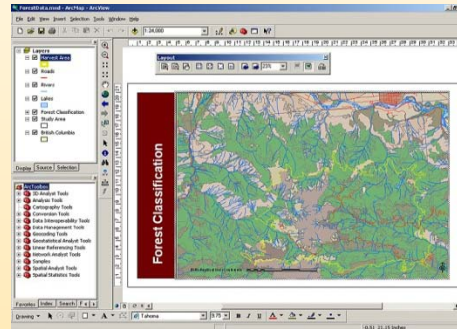 ForestData.mxd - ArcMap - ArcView
File Edit View Insert Selection Tools Window Help
1:24,000
Layers
Harvest Area
Roads
Rivers
Lakes
Forest Classification
Study Area
British Columbia
Display Source Selection
Layout
23%
Forest Classification
ArcToolbox
3D Analyst Tools
Analysis Tools
Cartography Tools
Conversion Tools
Data Interoperability Tools
Data Management Tools
Geocoding Tools
Geostatistical Analyst Tools
Linear Referencing Tools
Network Analyst Tools
Samples
Spatial Analyst Tools
Spatial Statistics Tools
Favorites Index Search
Drawing
Tahoma
B I U A